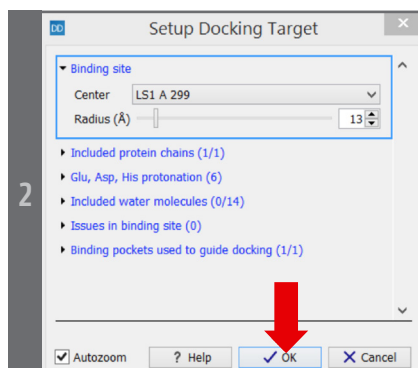 DD Setup Docking Target ×
Binding site
Center LS1 A 299
Radius (Å) 13
Included protein chains (1/1)
Glu, Asp, His protonation (6)
2
Included water molecules (0/14)
Issues in binding site (0)
Binding pockets used to guide docking (1/1)
Autozoom ? Help OK X Cancel